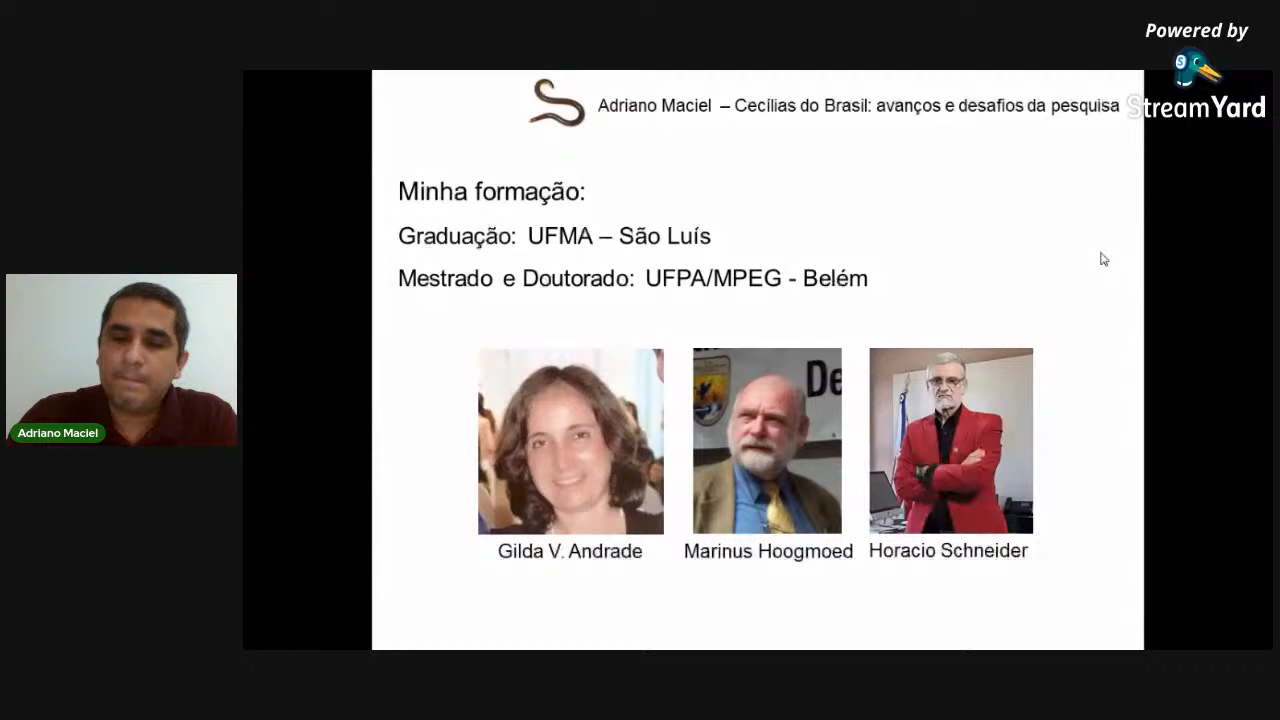 Powered by
StreamYard
Adriano Maciel – Cecílias do Brasil: avanços e desafios da pesquisa
Minha formação:
Graduação: UFMA – São Luís
Mestrado e Doutorado: UFPA/MPEG - Belém
De
Gilda V. Andrade
Marinus Hoogmoed
Horacio Schneider
Adriano Maciel